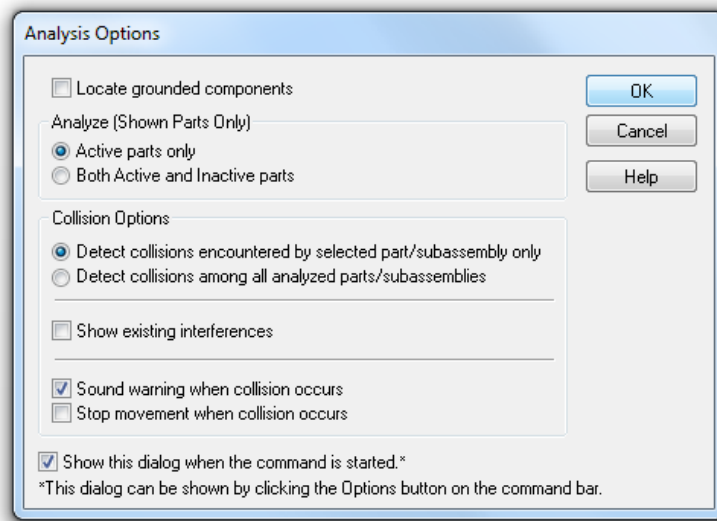 Analysis Options
Locate grounded components
OK
Analyze (Shown Parts Only)
Cancel
Active parts only
Both Active and Inactive parts
Help
Collision Options
Detect collisions encountered by selected part/subassembly only
Detect collisions among all analyzed parts/subassemblies
Show existing interferences
Sound warning when collision occurs
Stop movement when collision occurs
Show this dialog when the command is started.*
*This dialog can be shown by clicking the Options button on the command bar.